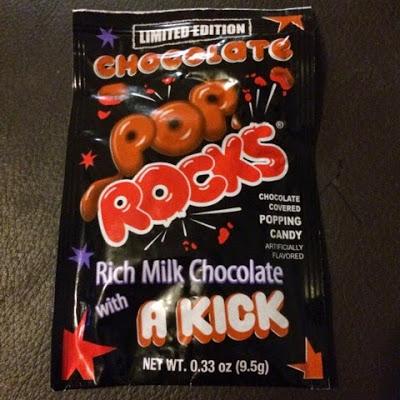 LIMITED EDITION
CHOCOLATE
POP
ROCKS®
CHOCOLATE
COVERED
POPPING
CANDY
ARTIFICIALLY
FLAVORED
Rich Milk Chocolate
with A KICK
NET WT. 0.33 oz (9.5g)